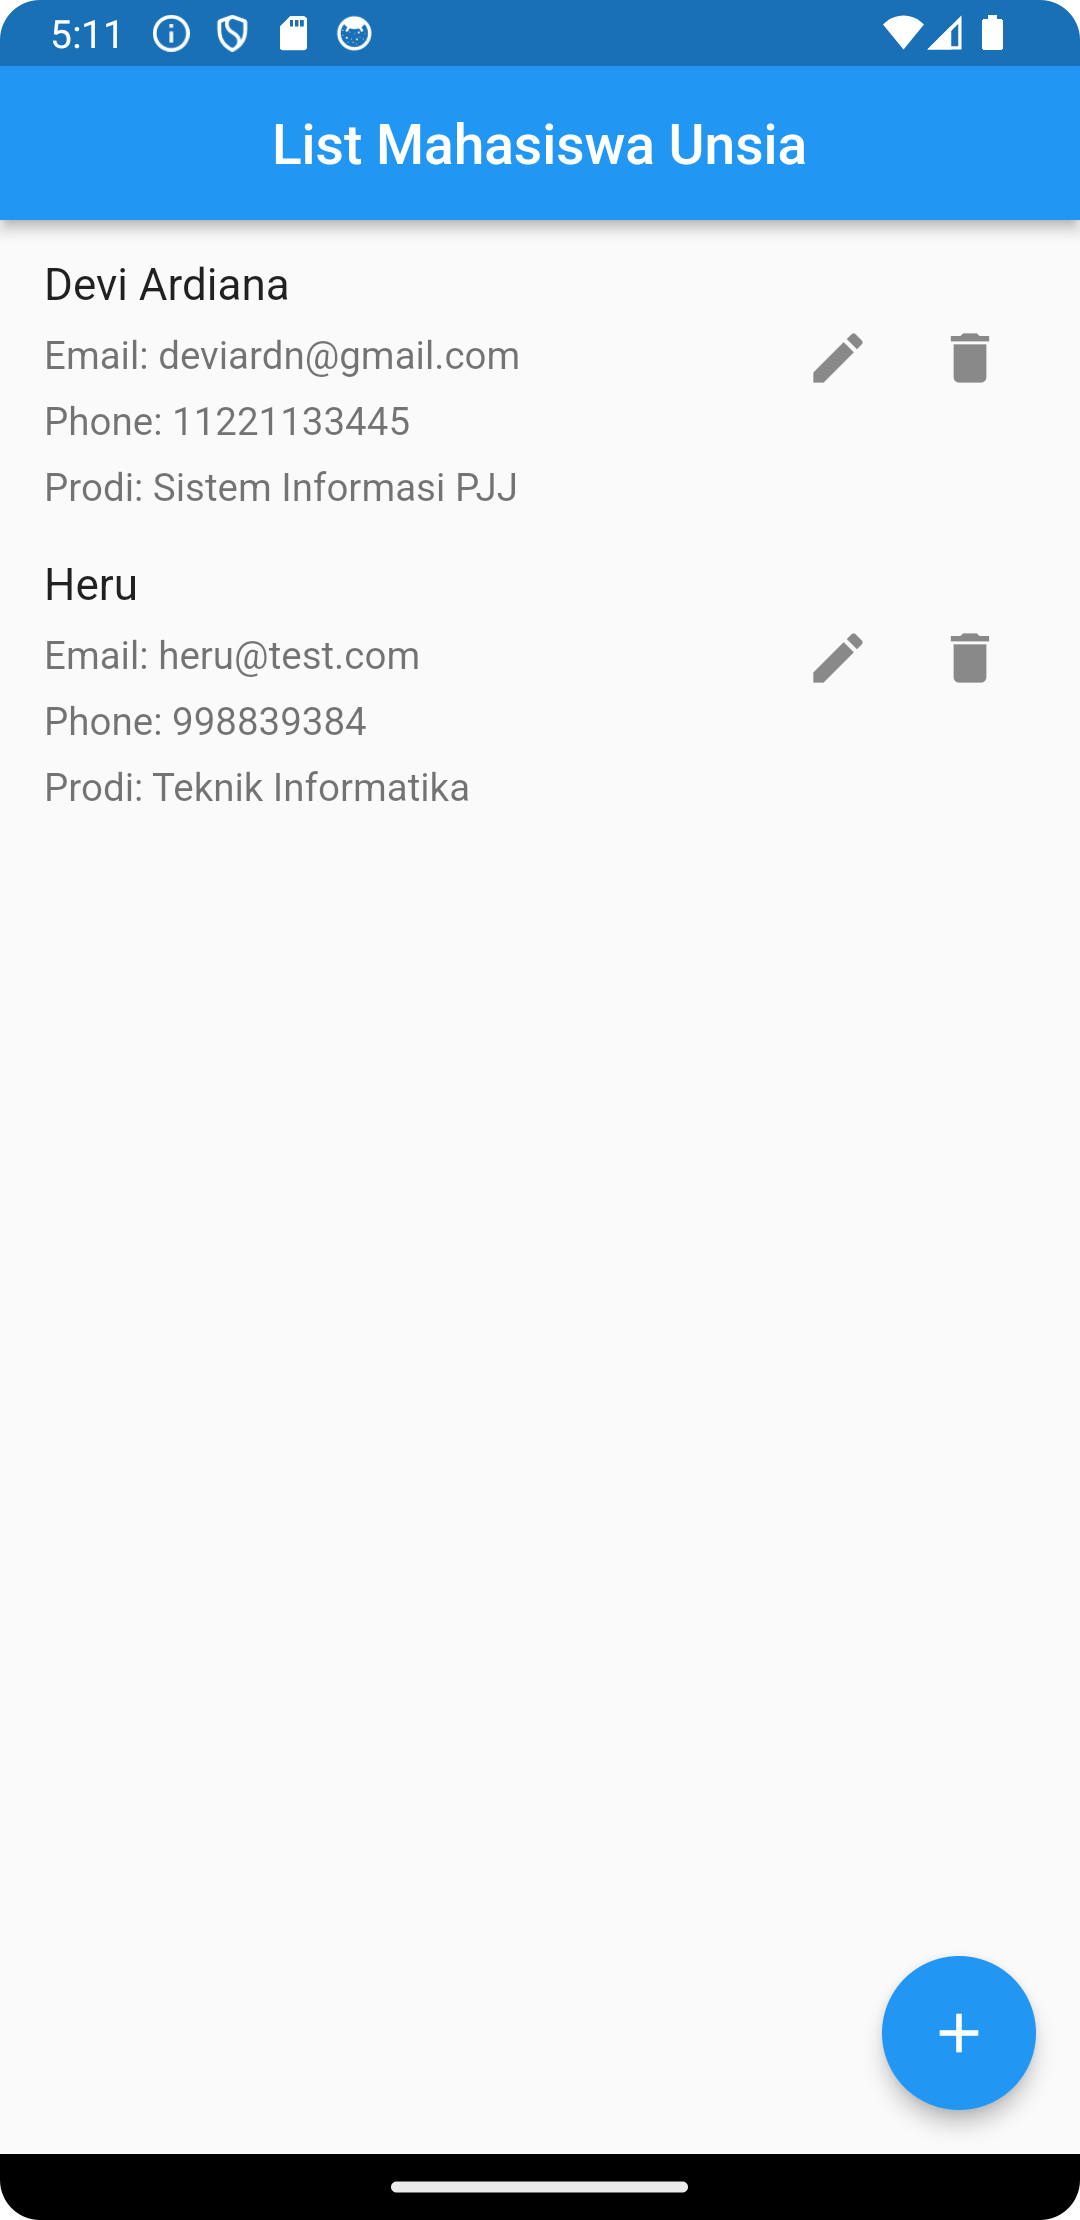 5:11
List Mahasiswa Unsia
Devi Ardiana
Email: deviardn@gmail.com
Phone: 11221133445
Prodi: Sistem Informasi PJJ
Heru
Email: heru@test.com
Phone: 998839384
Prodi: Teknik Informatika